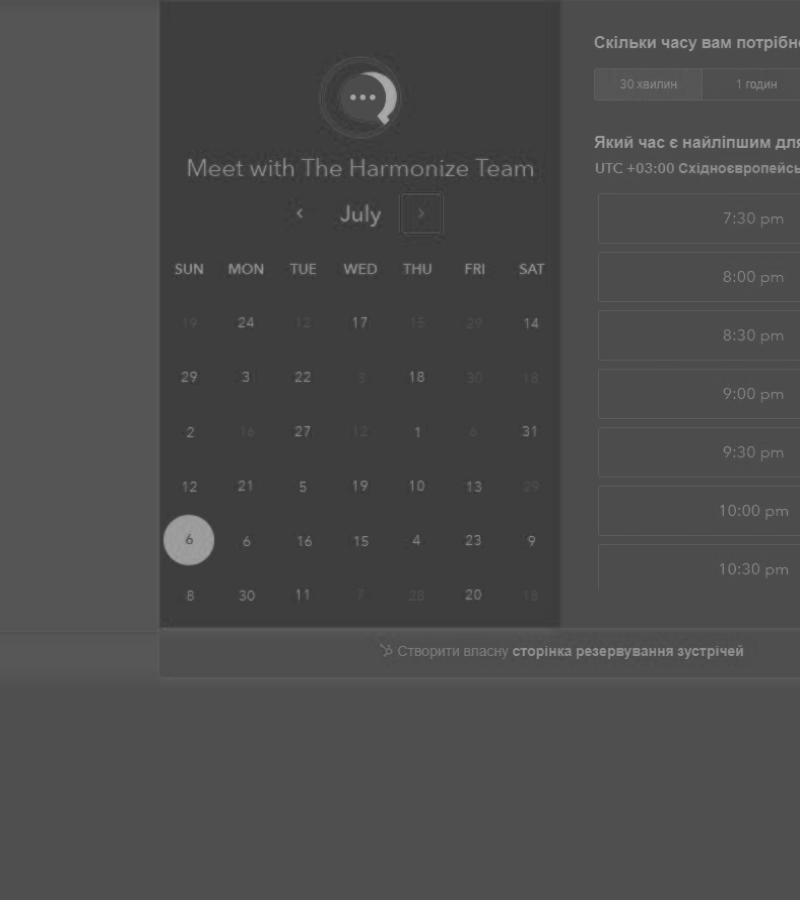 Meet with The Harmonize Team
July
SUN MON TUE WED THU FRI SAT
19 24 12 17 15 29 14
29 3 22 3 18 30 18
2 16 27 12 1 6 31
12 21 5 19 10 13 29
6 6 16 15 4 23 9
8 30 11 7 28 20 18
Скільки часу вам потрібно
30 хвилин 1 годин
Який час є найліпшим для
UTC +03:00 Східноєвропейсь
7:30 pm
8:00 pm
8:30 pm
9:00 pm
9:30 pm
10:00 pm
10:30 pm
Створити власну сторінка резервування зустрічей